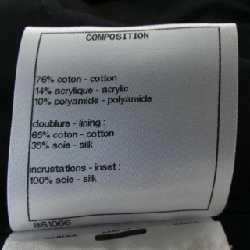 COMPOSITION
76% coton - cotton
14% acrylique - acrylic
10% polyamide - polyamide
doublure - lining :
65% coton - cotton
35% soie - silk
incrustations - inset :
100% soie - silk